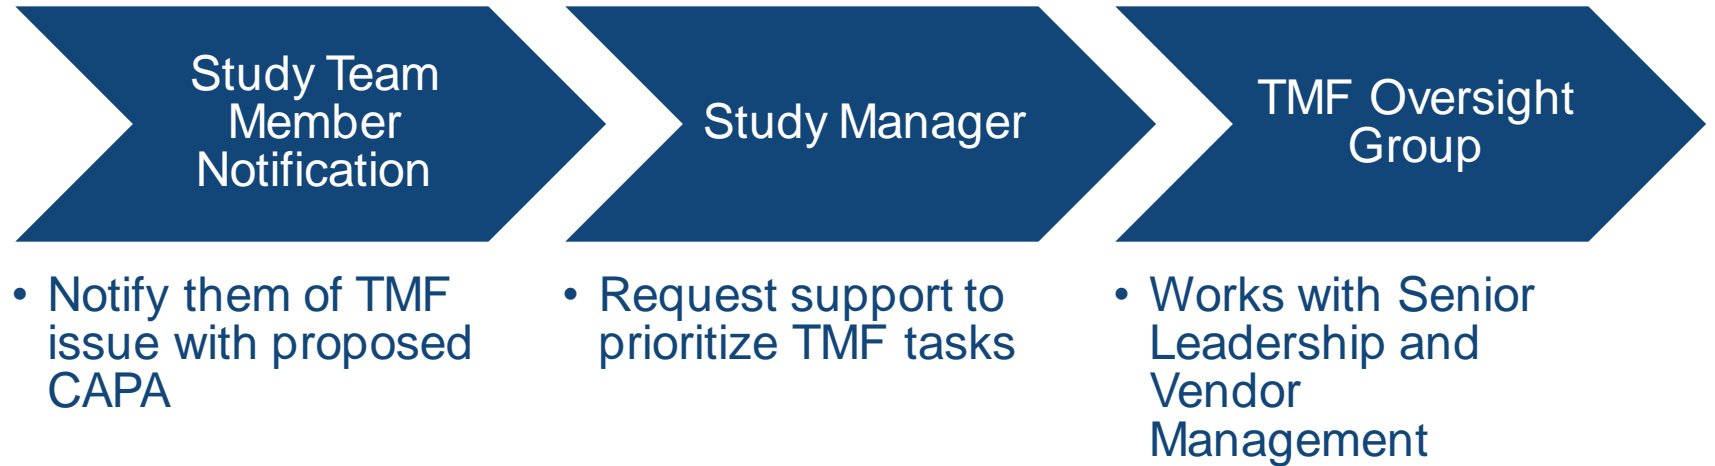 Study Team
Member
Notification
• Notify them of TMF
issue with proposed
CAPA
Study Manager
• Request support to
prioritize TMF tasks
TMF Oversight
Group
• Works with Senior
Leadership and
Vendor
Management